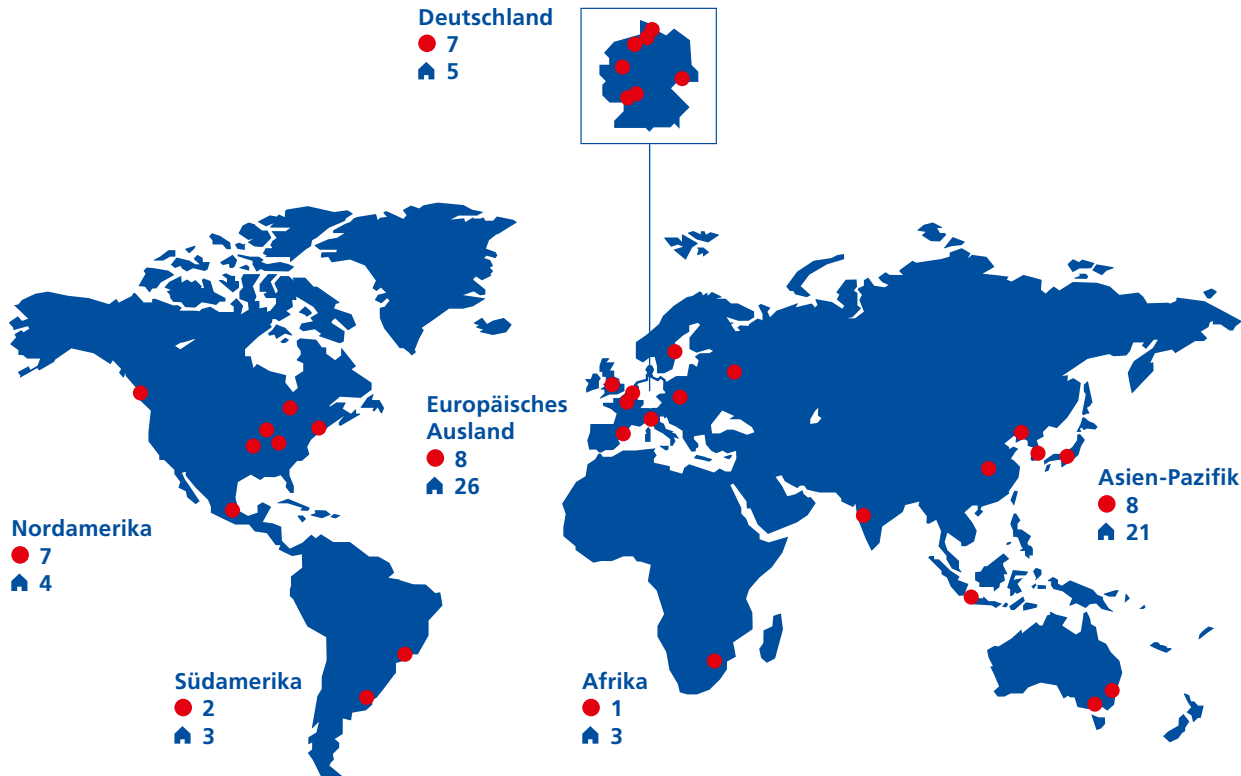 Deutschland
7
5
Europäisches
Ausland
8
26
Asien-Pazifik
8
21
Nordamerika
7
4
Südamerika
2
3
Afrika
1
3